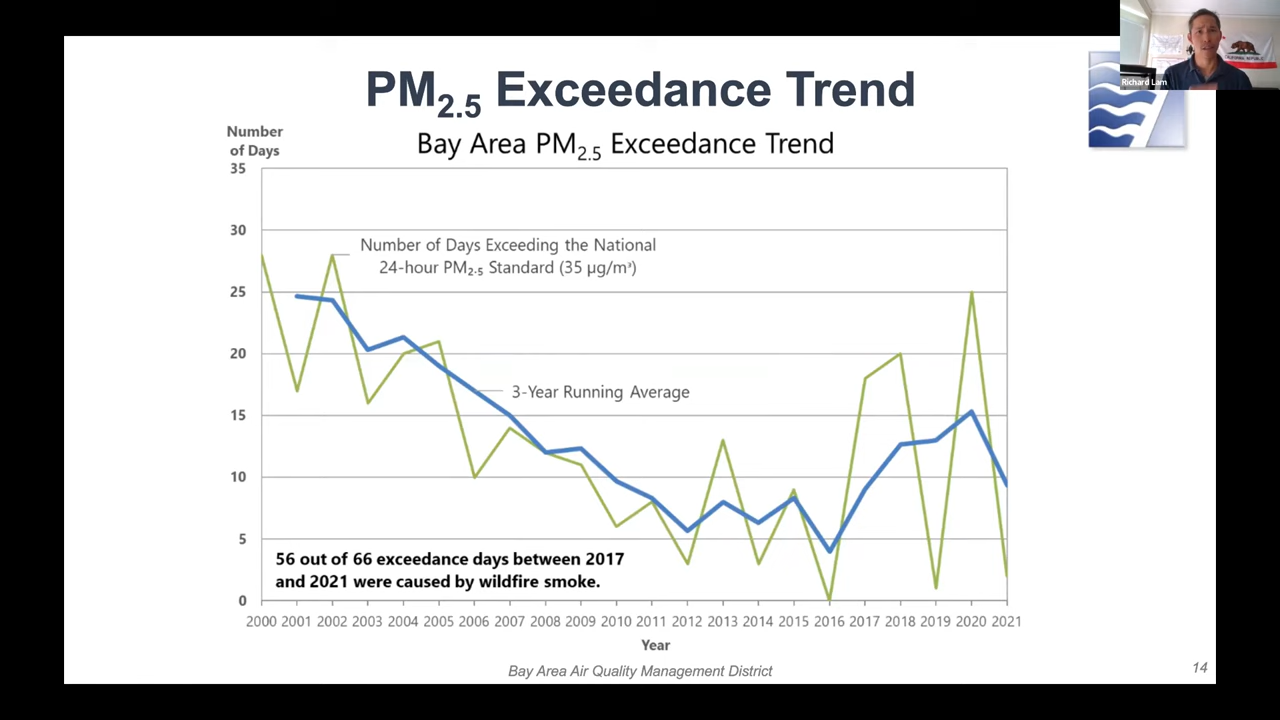 PM2.5 Exceedance Trend
Richard Lam
CALIFORNIA REPUBLIC
Number
of Days
Bay Area PM2.5 Exceedance Trend
35
30
25
20
15
10
5
0
Number of Days Exceeding the National
24-hour PM2.5 Standard (35 µg/m³)
3-Year Running Average
56 out of 66 exceedance days between 2017
and 2021 were caused by wildfire smoke.
2000 2001 2002 2003 2004 2005 2006 2007 2008 2009 2010 2011 2012 2013 2014 2015 2016 2017 2018 2019 2020 2021
Year
Bay Area Air Quality Management District
14